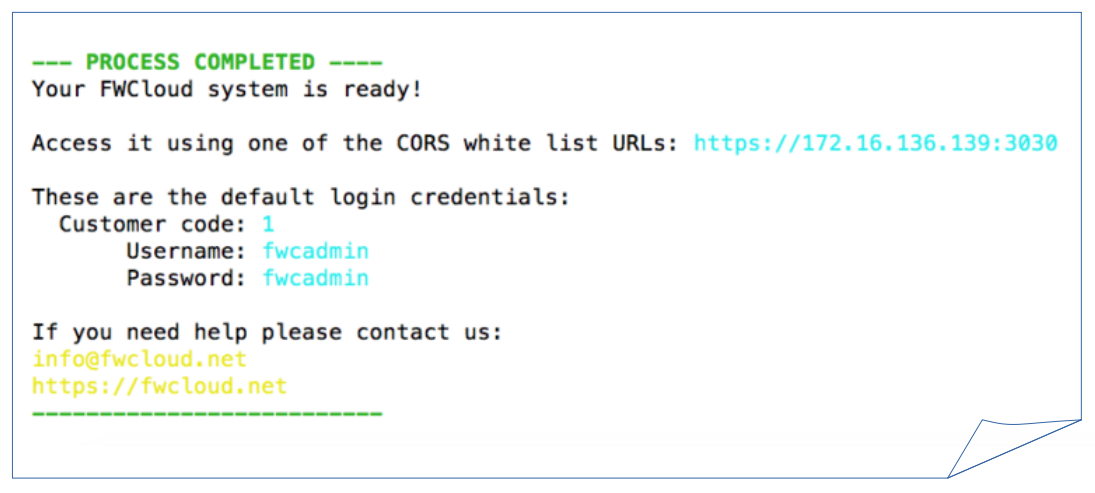 --- PROCESS COMPLETED ----
Your FWCloud system is ready!
Access it using one of the CORS white list URLs: https://172.16.136.139:3030
These are the default login credentials:
Customer code: 1
Username: fwcadmin
Password: fwcadmin
If you need help please contact us:
info@fwcloud.net
https://fwcloud.net
--------------------------